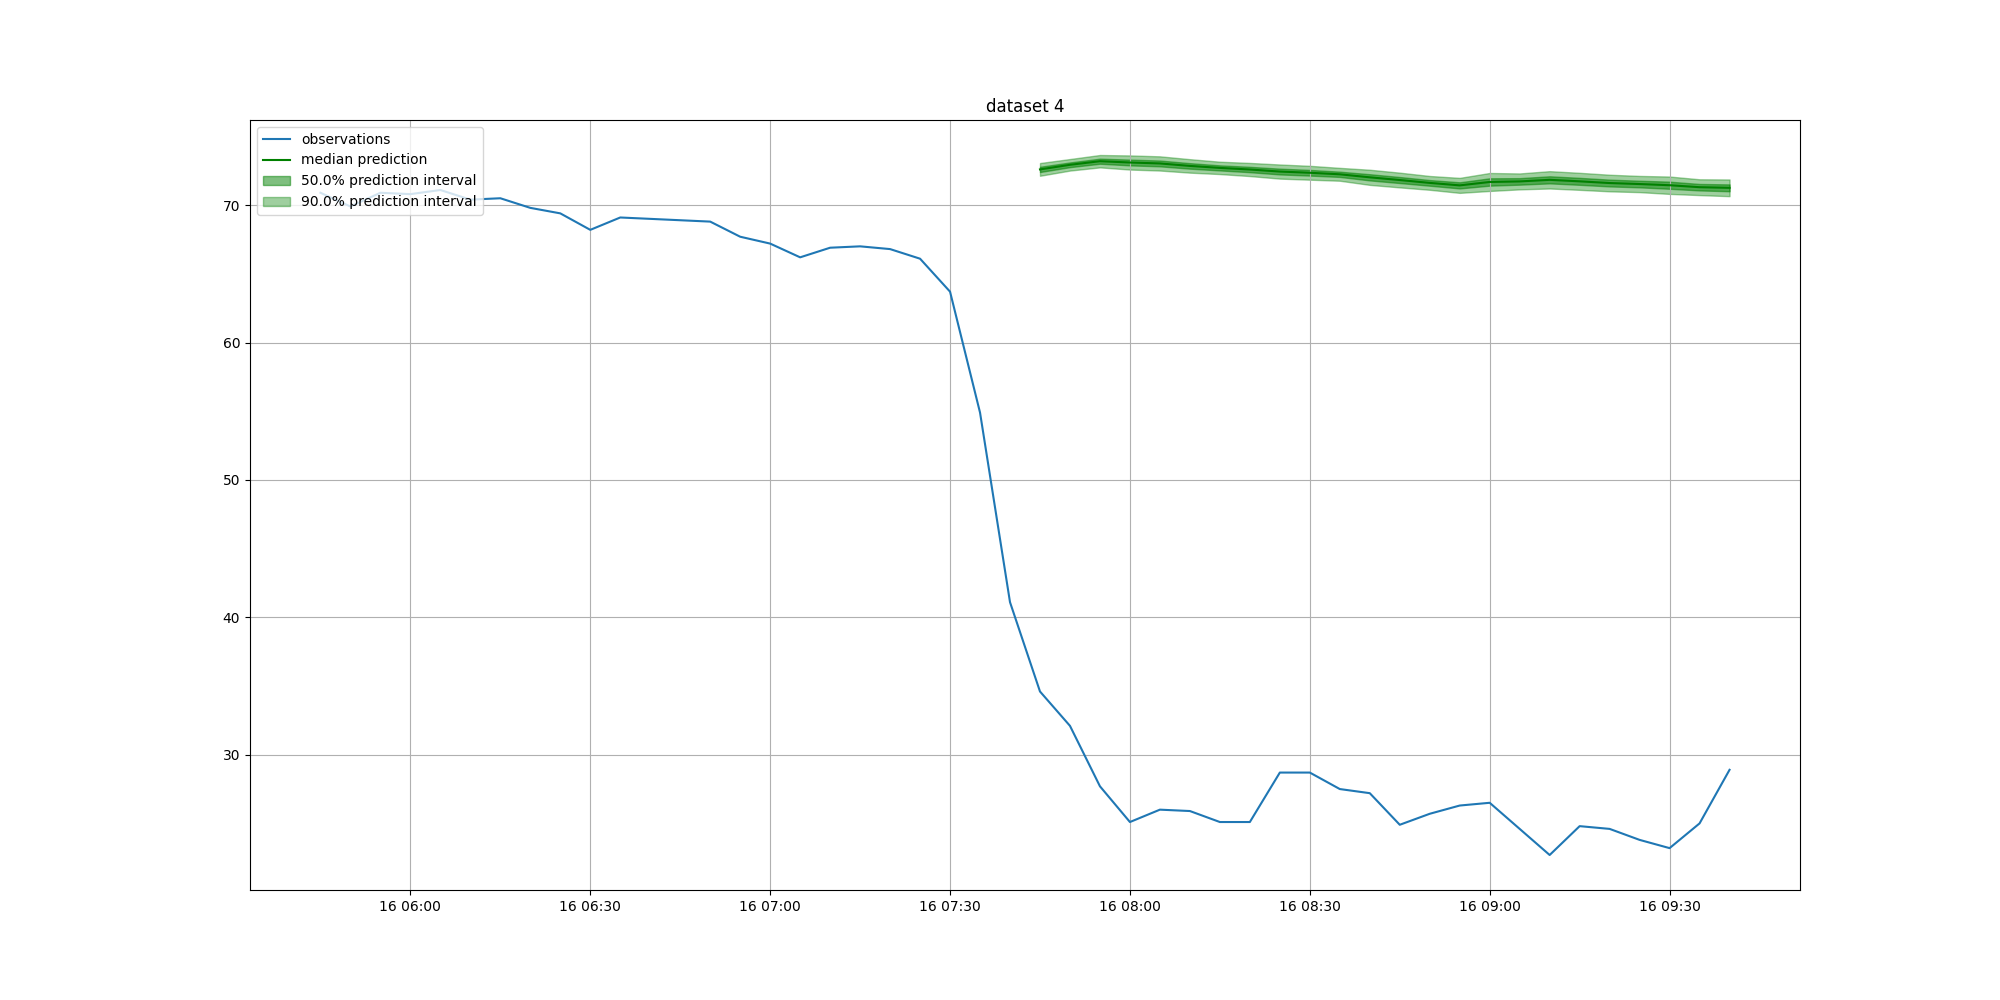 dataset 4
observations
median prediction
50.0% prediction interval
90.0% prediction interval
70
60
50
40
30
16 06:00
16 06:30
16 07:00
16 07:30
16 08:00
16 08:30
16 09:00
16 09:30